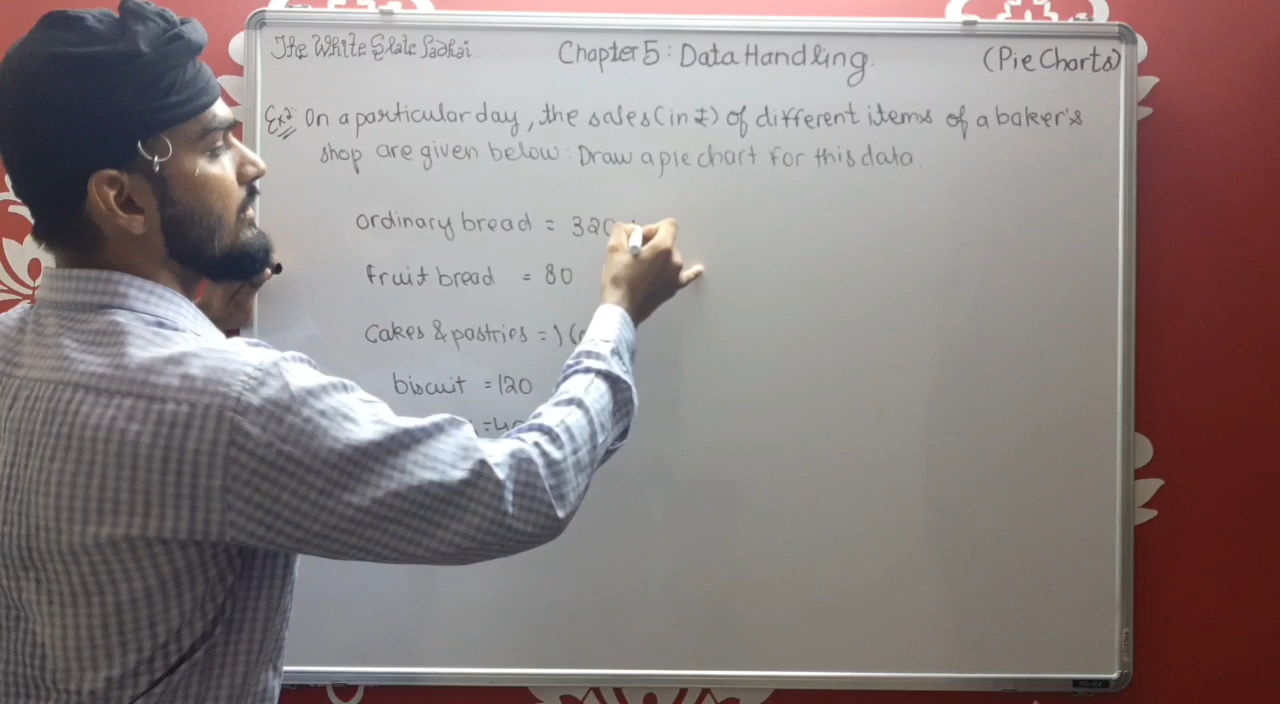 The White Slate Padhai
Chapter 5 : Data Handling
(Pie Charts)
Ex2: On a particular day, the sales (in ₹) of different items of a baker's
shop are given below: Draw a pie chart for this data.
ordinary bread = 320
fruit bread = 80
cakes & pastries =
biscuit = 120